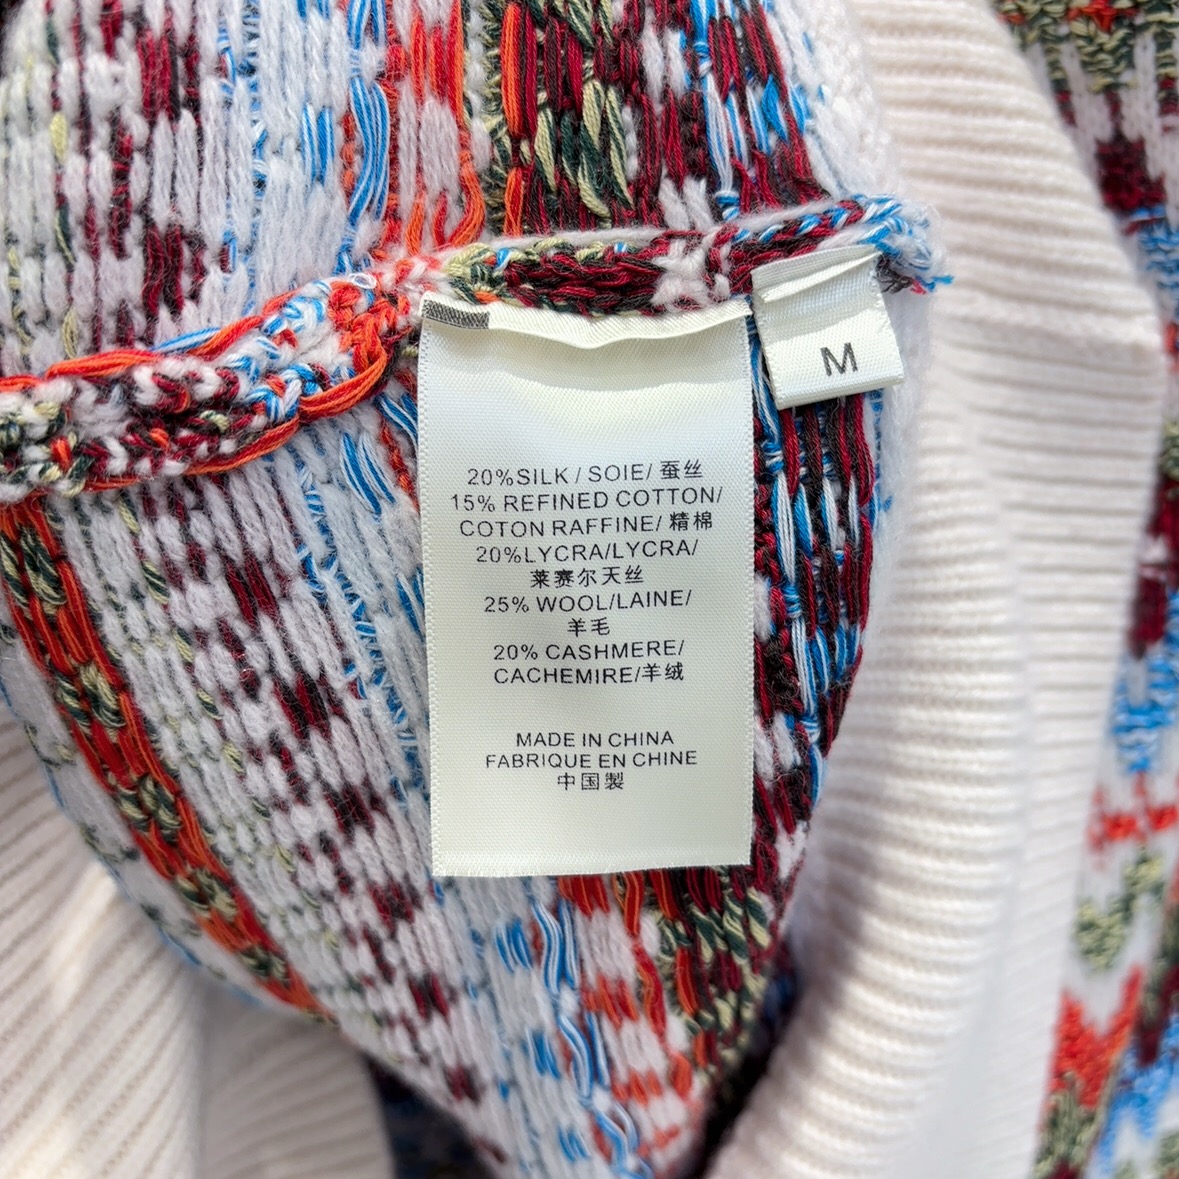 M
20%SILK / SOIE/ 蚕丝
15% REFINED COTTON/
COTON RAFFINE/ 精棉
20%LYCRA/LYCRA/
莱赛尔天丝
25% WOOL/LAINE/
羊毛
20% CASHMERE/
CACHEMIRE/羊绒
MADE IN CHINA
FABRIQUE EN CHINE
中国製